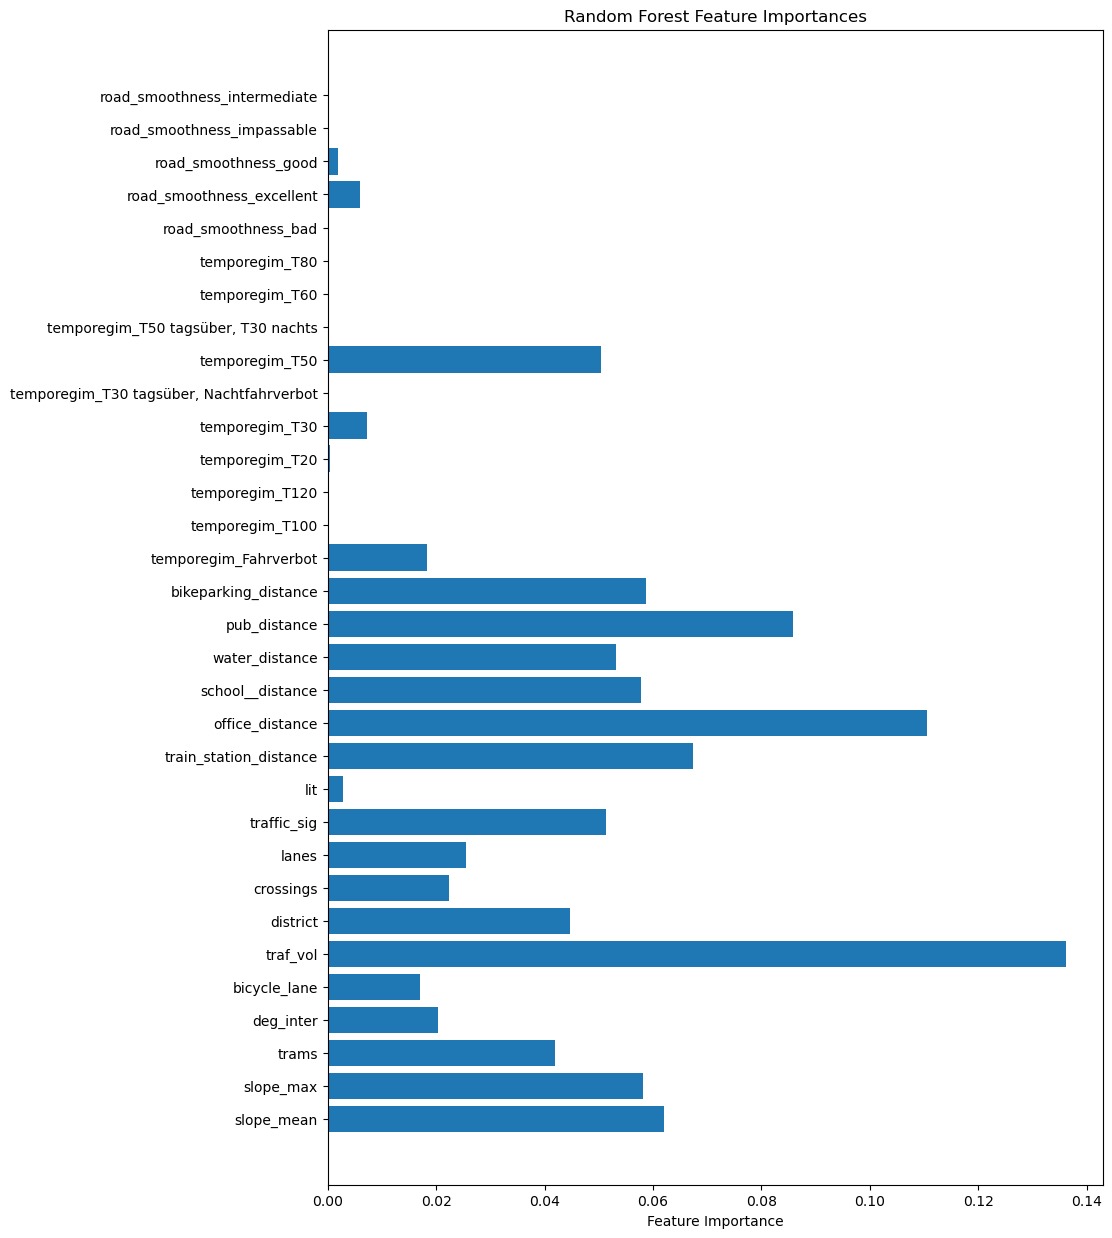 Random Forest Feature Importances
road_smoothness_intermediate
road_smoothness_impassable
road_smoothness_good
road_smoothness_excellent
road_smoothness_bad
temporegim_T80
temporegim_T60
temporegim_T50 tagsüber, T30 nachts
temporegim_T50
temporegim_T30 tagsüber, Nachtfahrverbot
temporegim_T30
temporegim_T20
temporegim_T120
temporegim_T100
temporegim_Fahrverbot
bikeparking_distance
pub_distance
water_distance
school__distance
office_distance
train_station_distance
lit
traffic_sig
lanes
crossings
district
traf_vol
bicycle_lane
deg_inter
trams
slope_max
slope_mean
0.00 0.02 0.04 0.06 0.08 0.10 0.12 0.14
Feature Importance